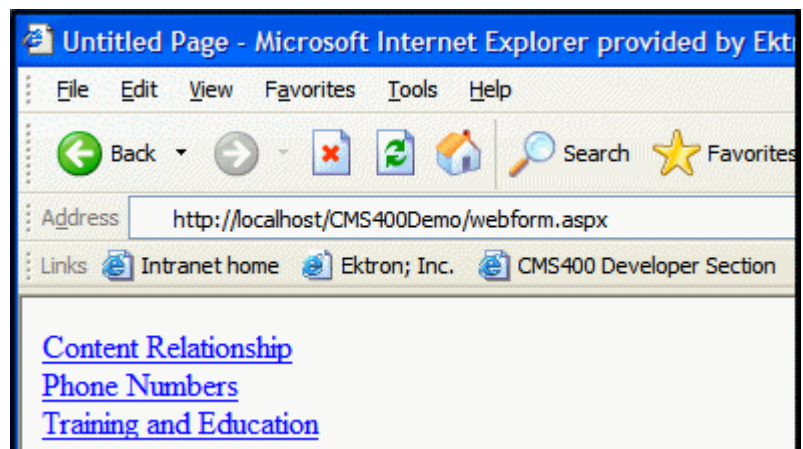 Untitled Page - Microsoft Internet Explorer provided by
File Edit View Favorites Tools Help
Back Search Favorites
Address http://localhost/CMS400Demo/webform.aspx
Links Intranet home Ektron; Inc. CMS400 Developer Section
Content Relationship
Phone Numbers
Training and Education